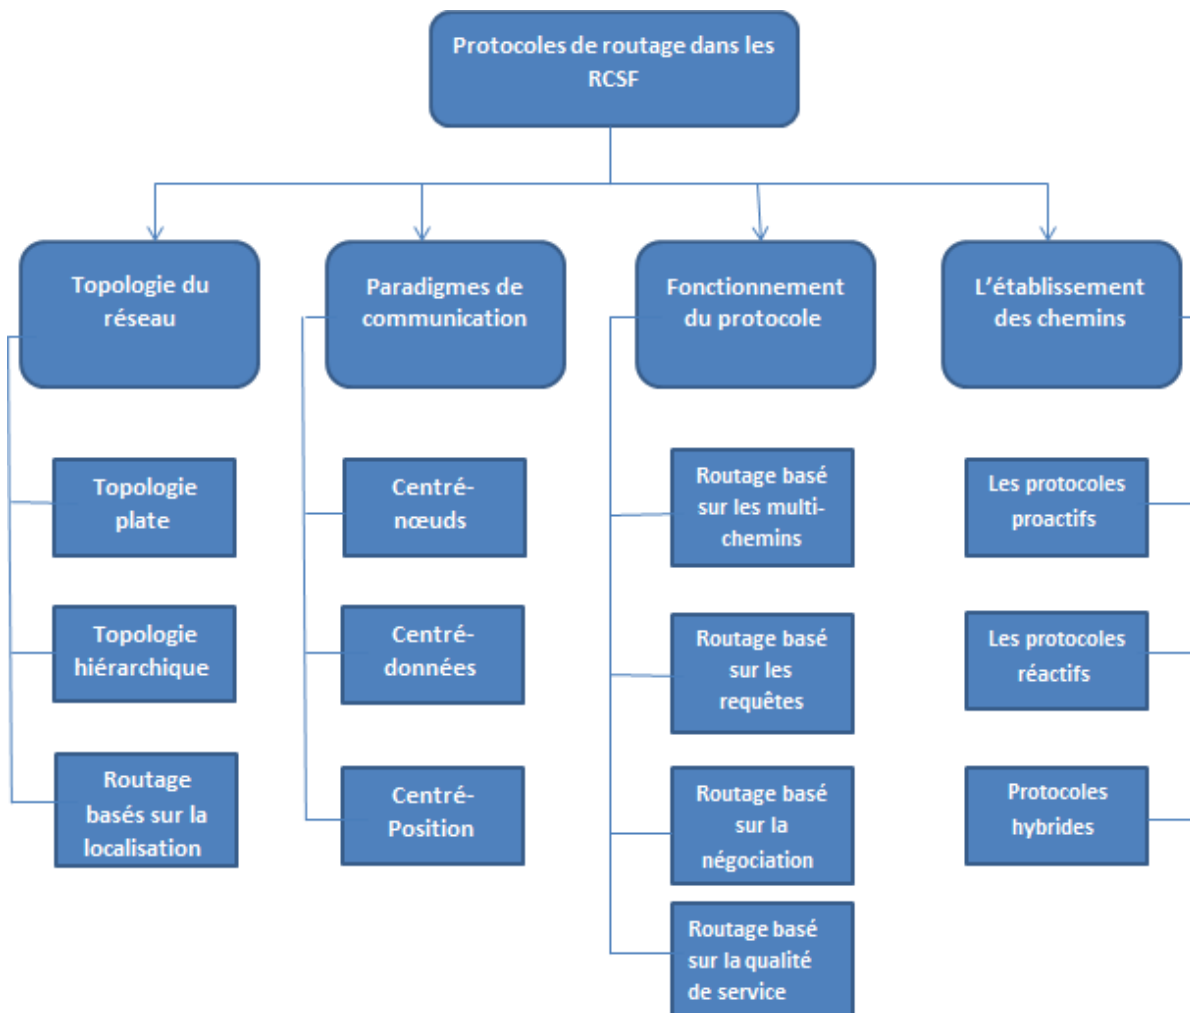 Protocoles de routage dans les
RCSF
Topologie du
réseau
Paradigmes de
communication
Fonctionnement
du protocole
L'établissement
des chemins
Topologie
plate
Topologie
hiérarchique
Routage
basés sur la
localisation
Centré-
nœuds
Centré-
données
Centré-
Position
Routage basé
sur les multi-
chemins
Routage basé
sur les
requêtes
Routage basé
sur la
négociation
Routage basé
sur la qualité
de service
Les protocoles
proactifs
Les protocoles
réactifs
Protocoles
hybrides